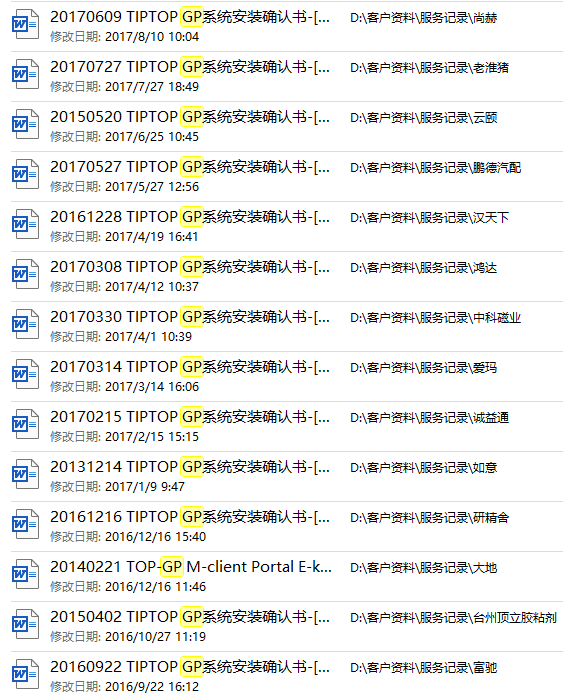 20170609 TIPTOP GP系统安装确认书-[... D:\客户资料\服务记录\尚赫
修改日期: 2017/8/10 10:04
20170727 TIPTOP GP系统安装确认书-[... D:\客户资料\服务记录\老淮猪
修改日期: 2017/7/27 18:49
20150520 TIPTOP GP系统安装确认书-[... D:\客户资料\服务记录\云颐
修改日期: 2017/6/25 10:45
20170527 TIPTOP GP系统安装确认书-[... D:\客户资料\服务记录\鹏德汽配
修改日期: 2017/5/27 12:56
20161228 TIPTOP GP系统安装确认书-[... D:\客户资料\服务记录\汉天下
修改日期: 2017/4/19 16:41
20170308 TIPTOP GP系统安装确认书-[... D:\客户资料\服务记录\鸿达
修改日期: 2017/4/12 10:37
20170330 TIPTOP GP系统安装确认书-[... D:\客户资料\服务记录\中科磁业
修改日期: 2017/4/1 10:39
20170314 TIPTOP GP系统安装确认书-[... D:\客户资料\服务记录\爱玛
修改日期: 2017/3/14 16:06
20170215 TIPTOP GP系统安装确认书-[... D:\客户资料\服务记录\诚益通
修改日期: 2017/2/15 15:15
20131214 TIPTOP GP系统安装确认书-[... D:\客户资料\服务记录\如意
修改日期: 2017/1/9 9:47
20161216 TIPTOP GP系统安装确认书-[... D:\客户资料\服务记录\研精舍
修改日期: 2016/12/16 15:40
20140221 TOP-GP M-client Portal E-k... D:\客户资料\服务记录\大地
修改日期: 2016/12/16 11:46
20150402 TIPTOP GP系统安装确认书-[... D:\客户资料\服务记录\台州顶立胶粘剂
修改日期: 2016/10/27 11:19
20160922 TIPTOP GP系统安装确认书-[... D:\客户资料\服务记录\富驰
修改日期: 2016/9/22 16:12